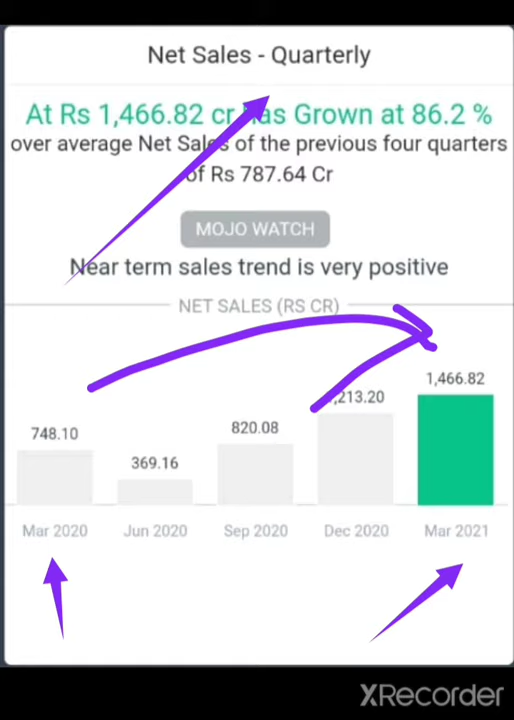 Net Sales - Quarterly
At Rs 1,466.82 cr has Grown at 86.2 %
over average Net Sales of the previous four quarters
of Rs 787.64 Cr
MOJO WATCH
Near term sales trend is very positive
NET SALES (RS CR)
748.10 369.16 820.08 1,213.20 1,466.82
Mar 2020 Jun 2020 Sep 2020 Dec 2020 Mar 2021
XRecorder